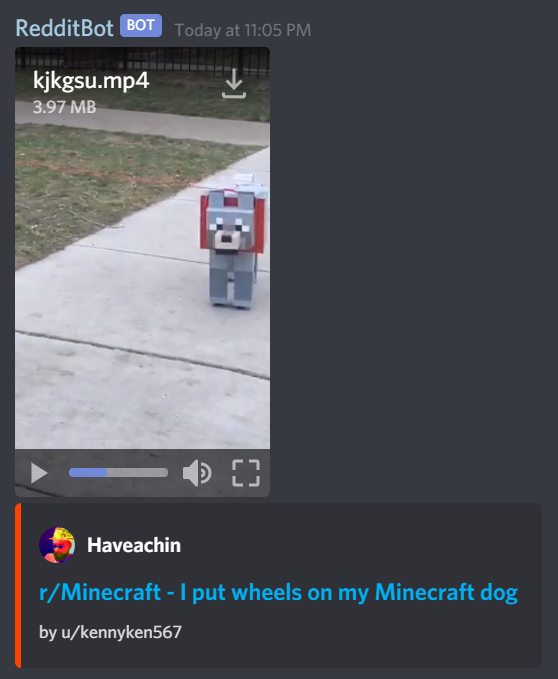 RedditBot BOT Today at 11:05 PM
kjkgsu.mp4
3.97 MB
Haveachin
r/Minecraft - I put wheels on my Minecraft dog
by u/kennyken567